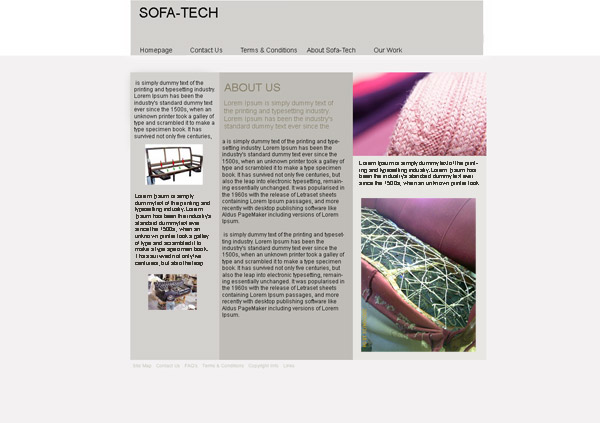 SOFA-TECH
Homepage Contact Us Terms & Conditions About Sofa-Tech Our Work
is simply dummy text of the
printing and typesetting industry.
Lorem Ipsum has been the
industry's standard dummy text
ever since the 1500s, when an
unknown printer took a galley of
type and scrambled it to make a
type specimen book. It has
survived not only five centuries,
Lorem Ipsum is simply
dummy text of the printing and
typesetting industry. Lorem
Ipsum has been the industry's
standard dummy text ever
since the 1500s, when an
unknown printer took a galley
of type and scrambled it to
make a type specimen book.
It has survived not only five
centuries, but also the leap
ABOUT US
Lorem Ipsum is simply dummy text of
the printing and typesetting industry.
Lorem Ipsum has been the industry's
standard dummy text ever since the
a is simply dummy text of the printing and type-
setting industry. Lorem Ipsum has been the
industry's standard dummy text ever since the
1500s, when an unknown printer took a galley of
type and scrambled it to make a type specimen
book. It has survived not only five centuries, but
also the leap into electronic typesetting, remain-
ing essentially unchanged. It was popularised in
the 1960s with the release of Letraset sheets
containing Lorem Ipsum passages, and more
recently with desktop publishing software like
Aldus PageMaker including versions of Lorem
Ipsum.
is simply dummy text of the printing and typeset-
ting industry. Lorem Ipsum has been the
industry's standard dummy text ever since the
1500s, when an unknown printer took a galley of
type and scrambled it to make a type specimen
book. It has survived not only five centuries, but
also the leap into electronic typesetting, remain-
ing essentially unchanged. It was popularised in
the 1960s with the release of Letraset sheets
containing Lorem Ipsum passages, and more
recently with desktop publishing software like
Aldus PageMaker including versions of Lorem
Ipsum.
Lorem Ipsum is simply dummy text of the print-
ing and typesetting industry. Lorem Ipsum has
been the industry's standard dummy text ever
since the 1500s, when an unknown printer took
Site Map Contact Us FAQ's Terms & Conditions Copyright Info Links